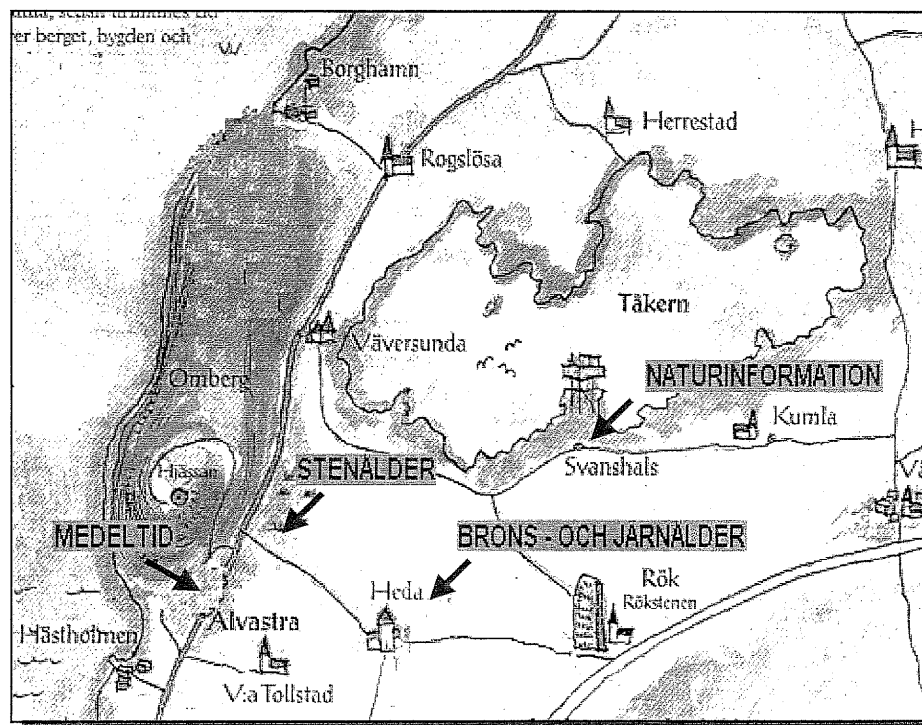 er berget, bygden och
Borghamn
Herrestad
Rogslösa
Tåkern
Väversunda
NATURINFORMATION
Omberg
Kumla
Hjässan
STENÅLDER
Svanshals
MEDELTID
BRONS - OCH JÄRNÅLDER
Heda
Rök
Rökstenen
Alvastra
Hästholmen
V:a Tollstad